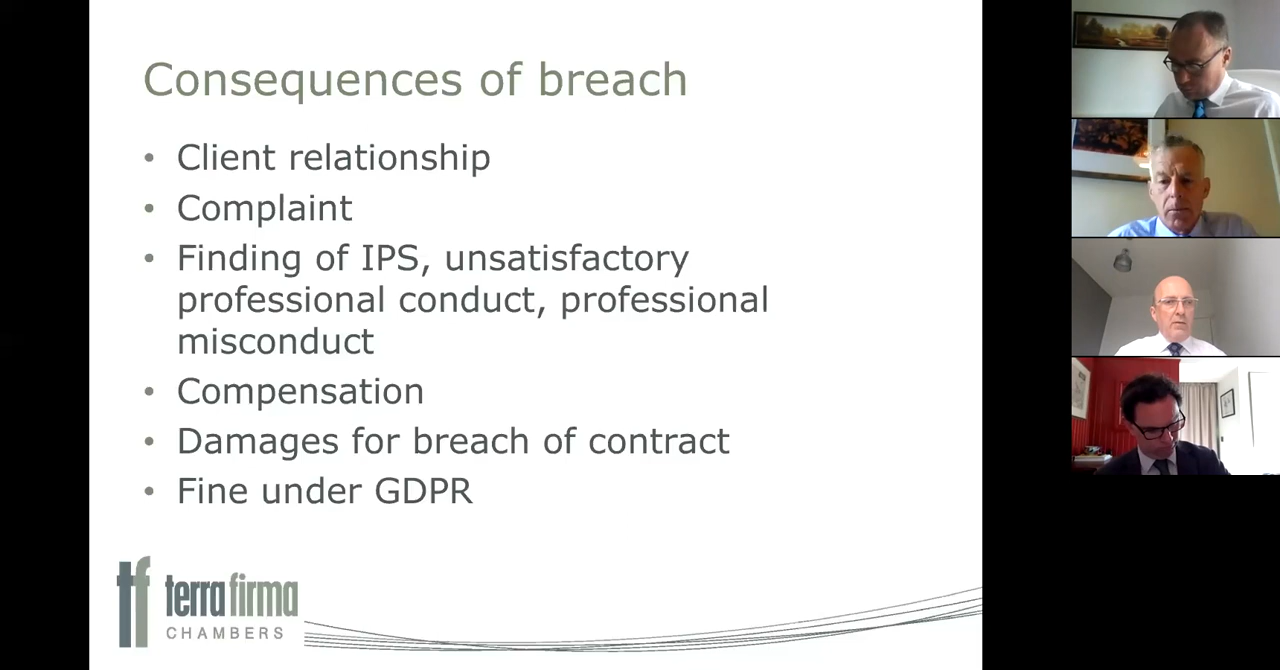 Consequences of breach
• Client relationship
• Complaint
• Finding of IPS, unsatisfactory
professional conduct, professional
misconduct
• Compensation
• Damages for breach of contract
• Fine under GDPR
tf terra firma
CHAMBERS